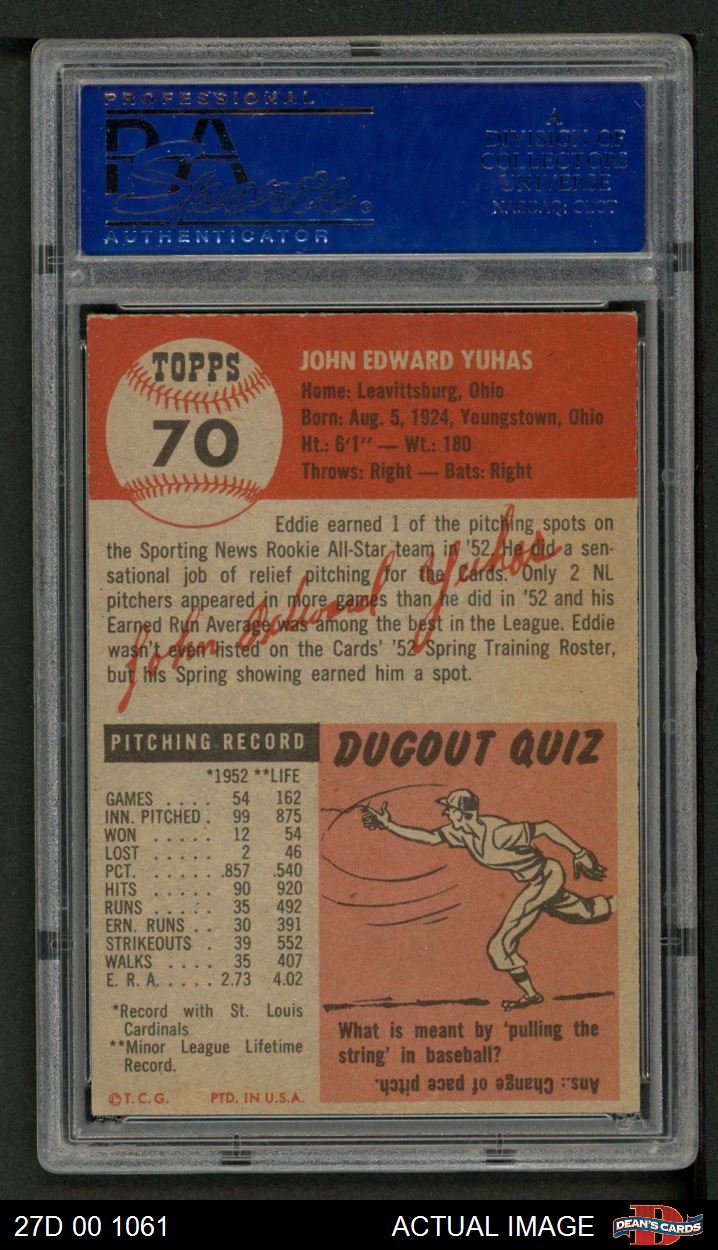 PROFESSIONAL
PSA
Sports ®
AUTHENTICATOR
A
DIVISION OF
COLLECTORS
UNIVERSE
NASDAQ: CLCT
TOPPS
70
JOHN EDWARD YUHAS
Home: Leavittsburg, Ohio
Born: Aug. 5, 1924, Youngstown, Ohio
Ht.: 6'1" — Wt.: 180
Throws: Right — Bats: Right
Eddie earned 1 of the pitching spots on
the Sporting News Rookie All-Star team in '52. He did a sen-
sational job of relief pitching for the Cards. Only 2 NL
pitchers appeared in more games than he did in '52 and his
Earned Run Average was among the best in the League. Eddie
wasn't even listed on the Cards' '52 Spring Training Roster,
but his Spring showing earned him a spot.
John Edward Yuhas
PITCHING RECORD
*1952 **LIFE
GAMES .... 54 162
INN. PITCHED . 99 875
WON ..... 12 54
LOST ..... 2 46
PCT. ..... .857 .540
HITS ..... 90 920
RUNS ..... 35 492
ERN. RUNS .. 30 391
STRIKEOUTS . 39 552
WALKS .... 35 407
E. R. A. .... 2.73 4.02
*Record with St. Louis
Cardinals
**Minor League Lifetime
Record.
©T.C.G. PTD. IN U.S.A.
DUGOUT QUIZ
What is meant by 'pulling the
string' in baseball?
Ans.: Change of pace pitch.
27D 00 1061 ACTUAL IMAGE
DEAN'S CARDS